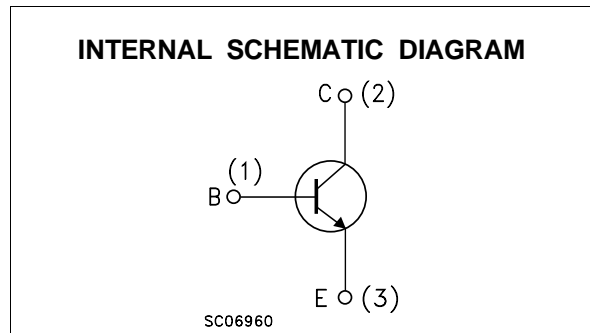 INTERNAL SCHEMATIC DIAGRAM
C (2)
(1)
B
E (3)
SC06960